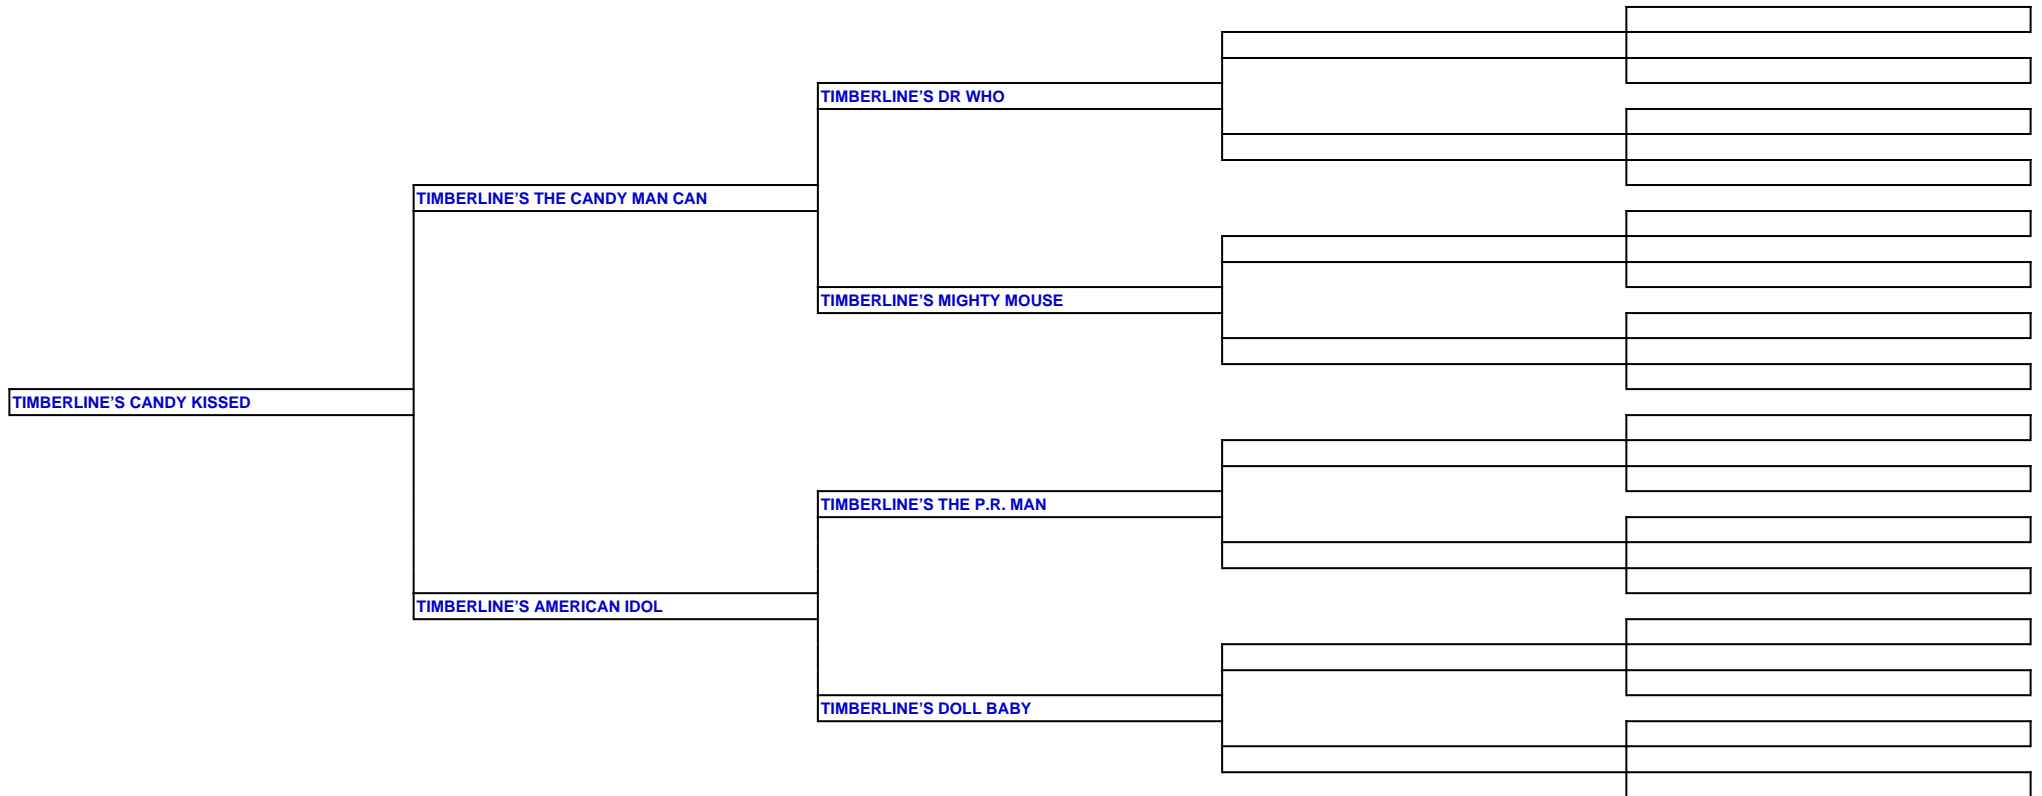 TIMBERLINE’S DR WHO
TIMBERLINE’S THE CANDY MAN CAN
TIMBERLINE’S MIGHTY MOUSE
TIMBERLINE’S CANDY KISSED
TIMBERLINE’S THE P.R. MAN
TIMBERLINE’S AMERICAN IDOL
TIMBERLINE’S DOLL BABY